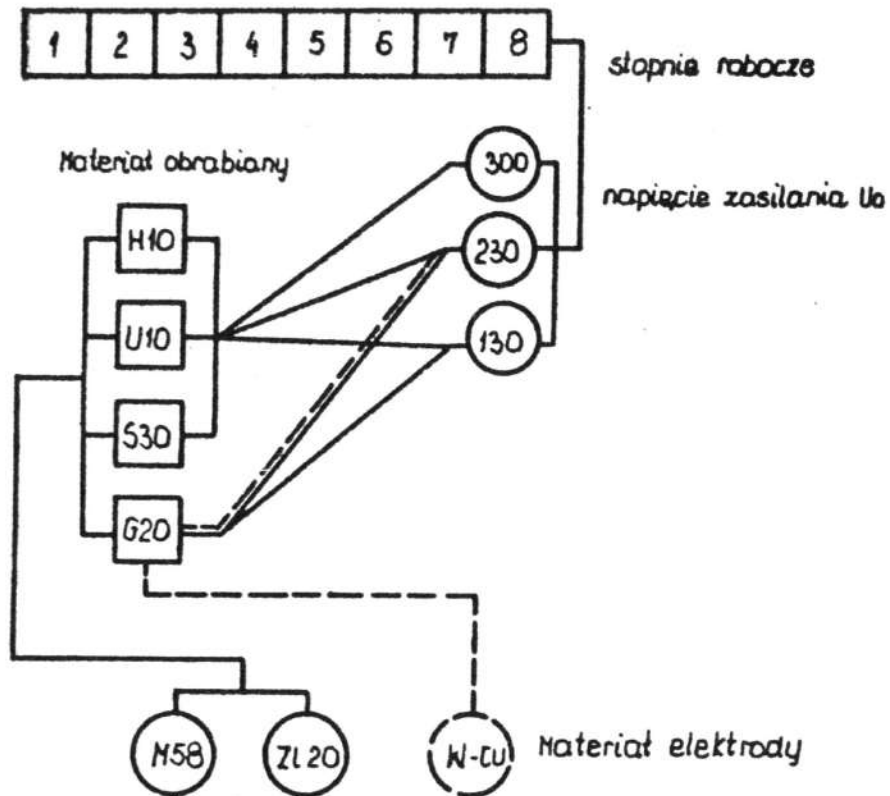 1 2 3 4 5 6 7 8
stopnie robocze
Materiał obrabiany
300
napięcie zasilania U0
H10
230
U10
130
S30
G20
M58
ZL20
W-CU
Materiał elektrody